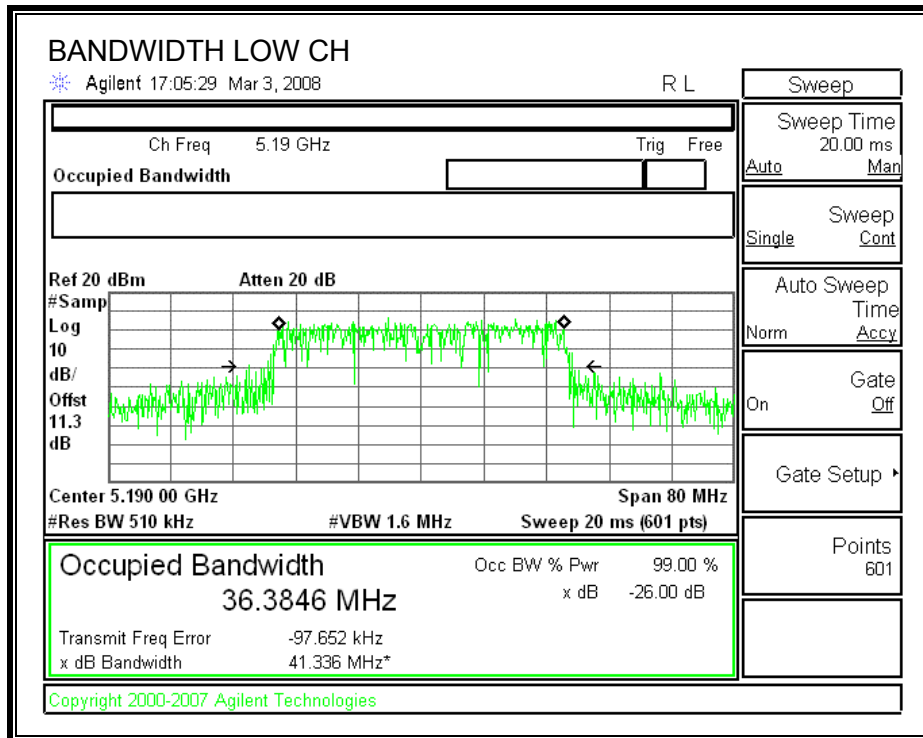 BANDWIDTH LOW CH
Agilent 17:05:29 Mar 3, 2008 R L
Ch Freq 5.19 GHz Trig Free
Occupied Bandwidth
Ref 20 dBm Atten 20 dB
#Samp
Log
10
dB/
Offst
11.3
dB
Center 5.190 00 GHz Span 80 MHz
#Res BW 510 kHz #VBW 1.6 MHz Sweep 20 ms (601 pts)
Occupied Bandwidth
36.3846 MHz
Occ BW % Pwr 99.00 %
x dB -26.00 dB
Transmit Freq Error -97.652 kHz
x dB Bandwidth 41.336 MHz*
Copyright 2000-2007 Agilent Technologies
Sweep
Sweep Time
20.00 ms
Auto Man
Sweep
Single Cont
Auto Sweep
Time
Norm Accy
Gate
On Off
Gate Setup
Points
601